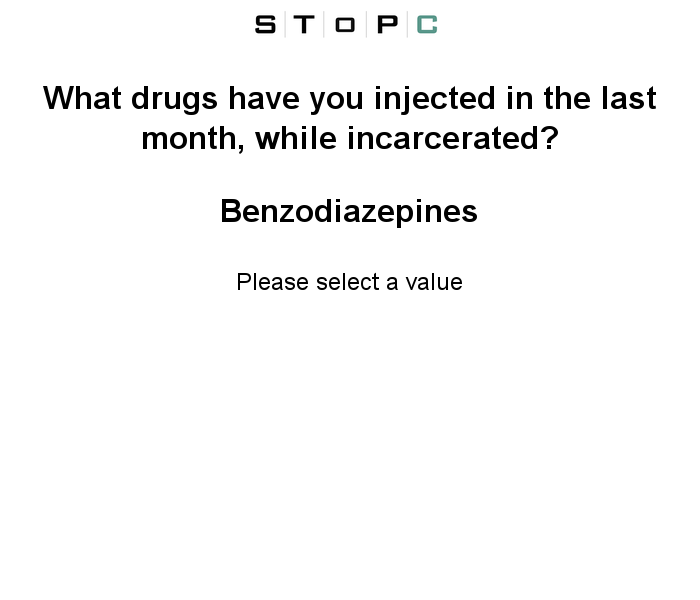 S T O P C
What drugs have you injected in the last
month, while incarcerated?
Benzodiazepines
Please select a value